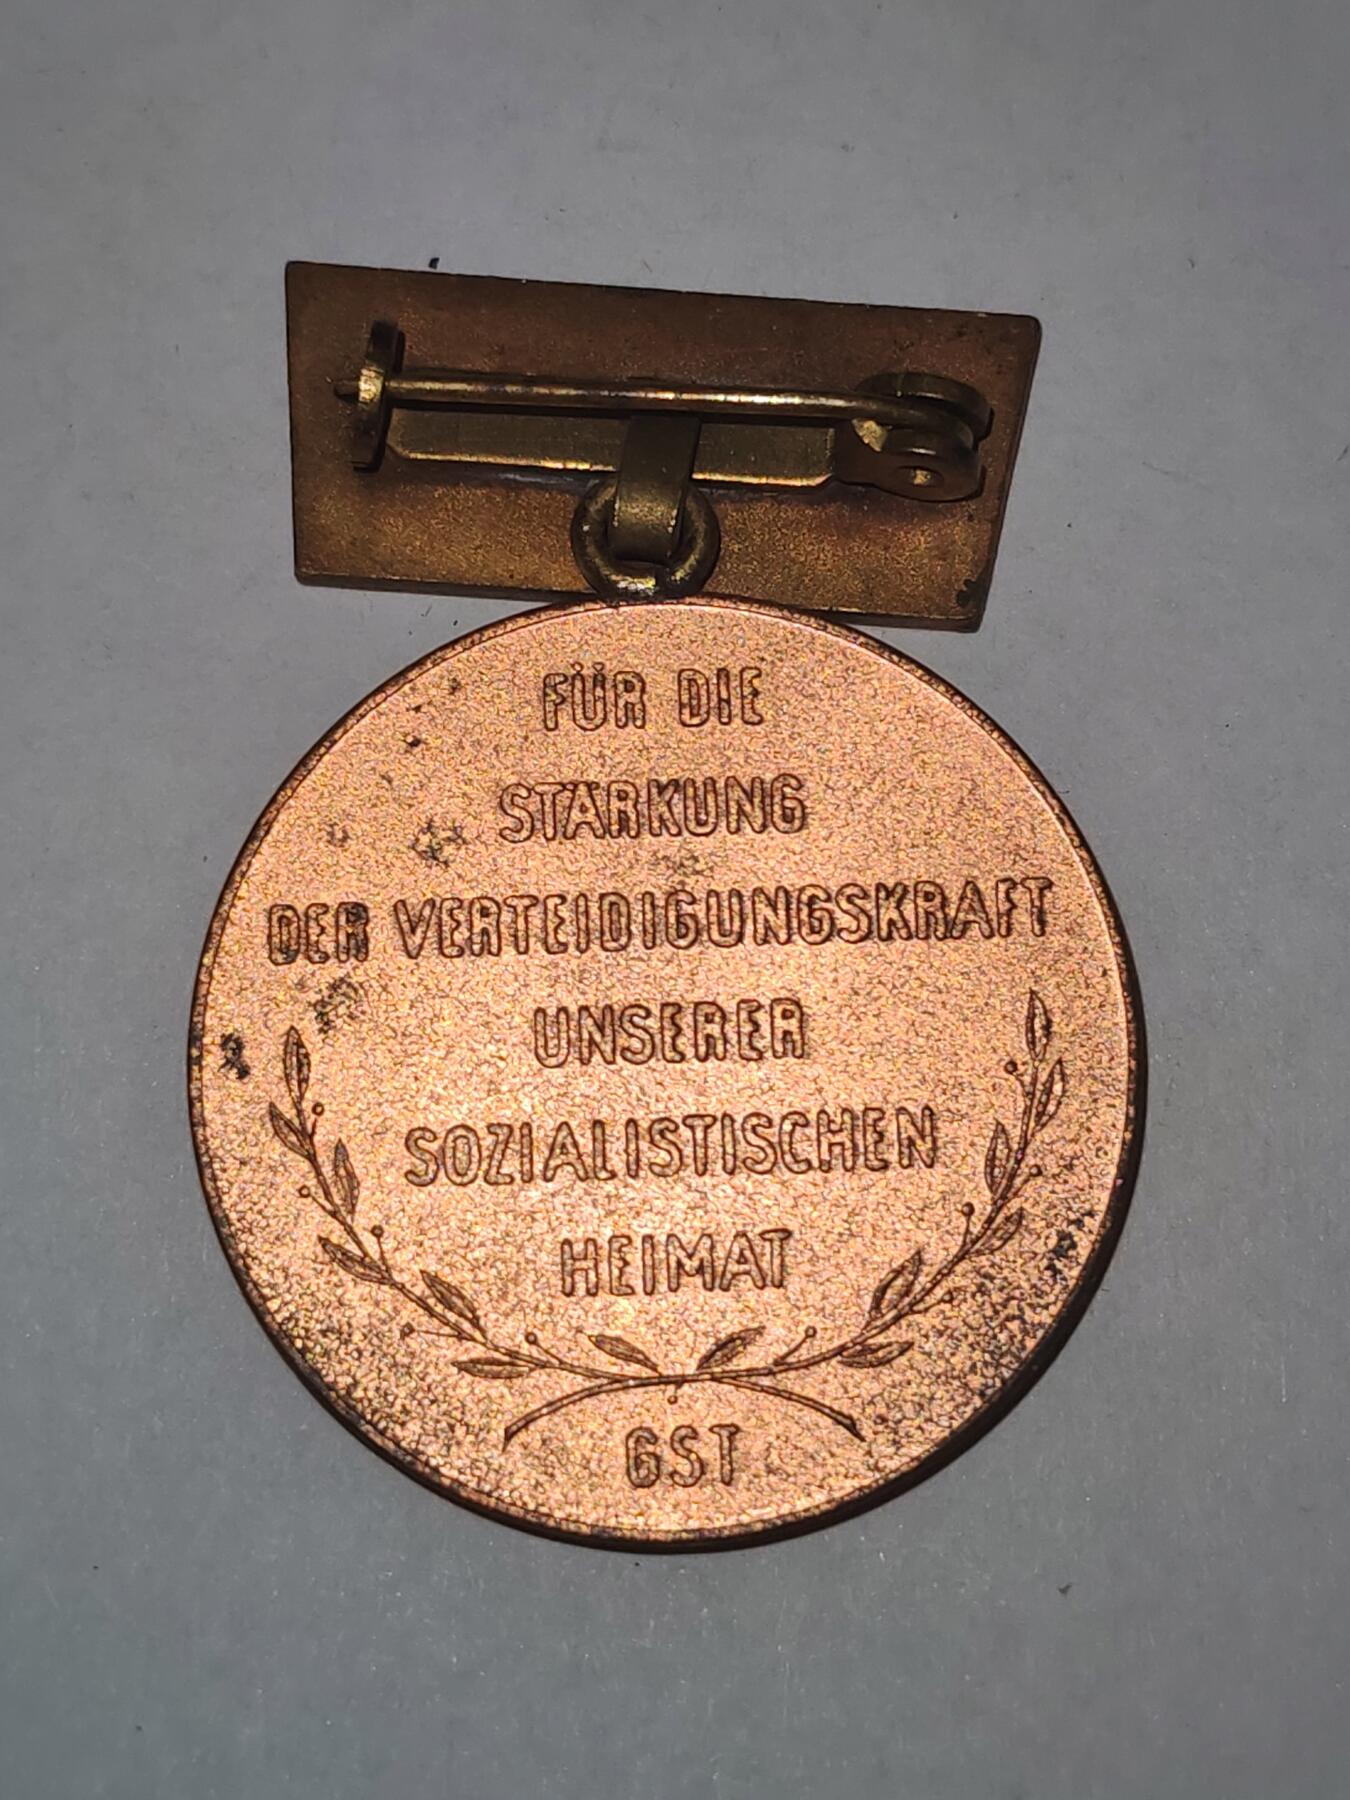 FÜR DIE
STÄRKUNG
DER VERTEIDIGUNGSKRAFT
UNSERER
SOZIALISTISCHEN
HEIMAT
GST